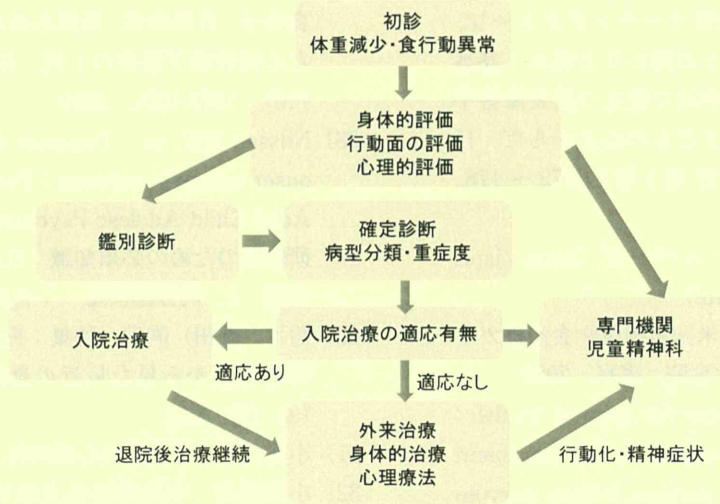 初診
体重減少・食行動異常
身体的評価
行動面の評価
心理的評価
鑑別診断
確定診断
病型分類・重症度
入院治療
入院治療の適応有無
専門機関
児童精神科
適応あり
適応なし
外来治療
身体的治療
心理療法
退院後治療継続
行動化・精神症状